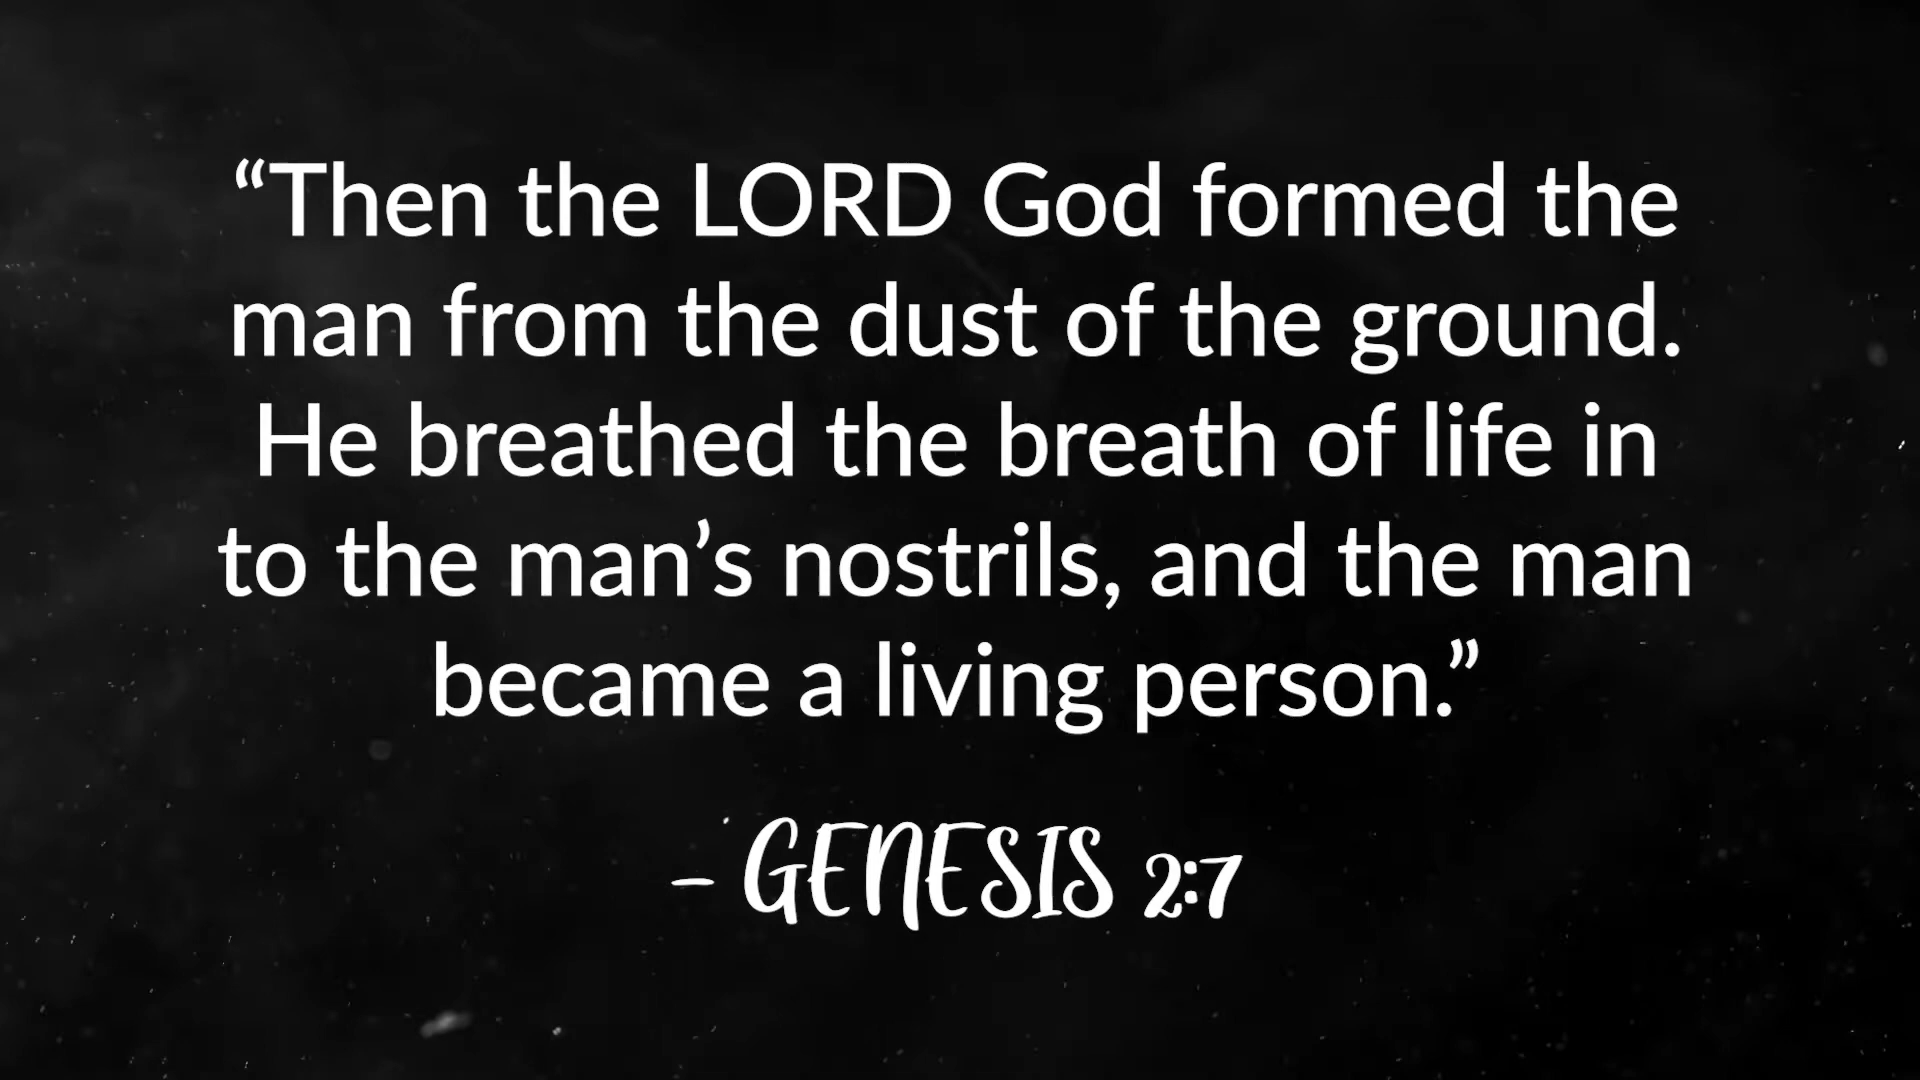 “Then the LORD God formed the
man from the dust of the ground.
He breathed the breath of life in
to the man’s nostrils, and the man
became a living person.”
– GENESIS 2:7